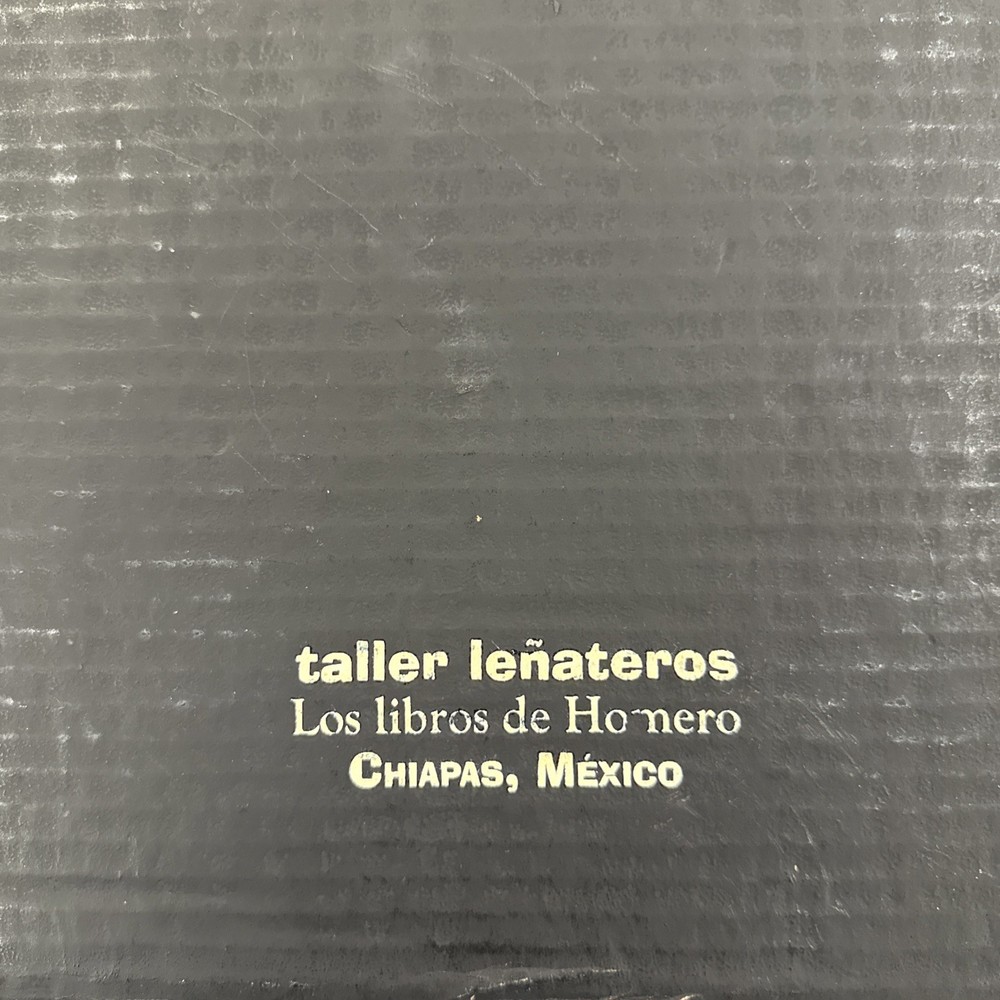 taller leñateros
Los libros de Homero
CHIAPAS, MÉXICO